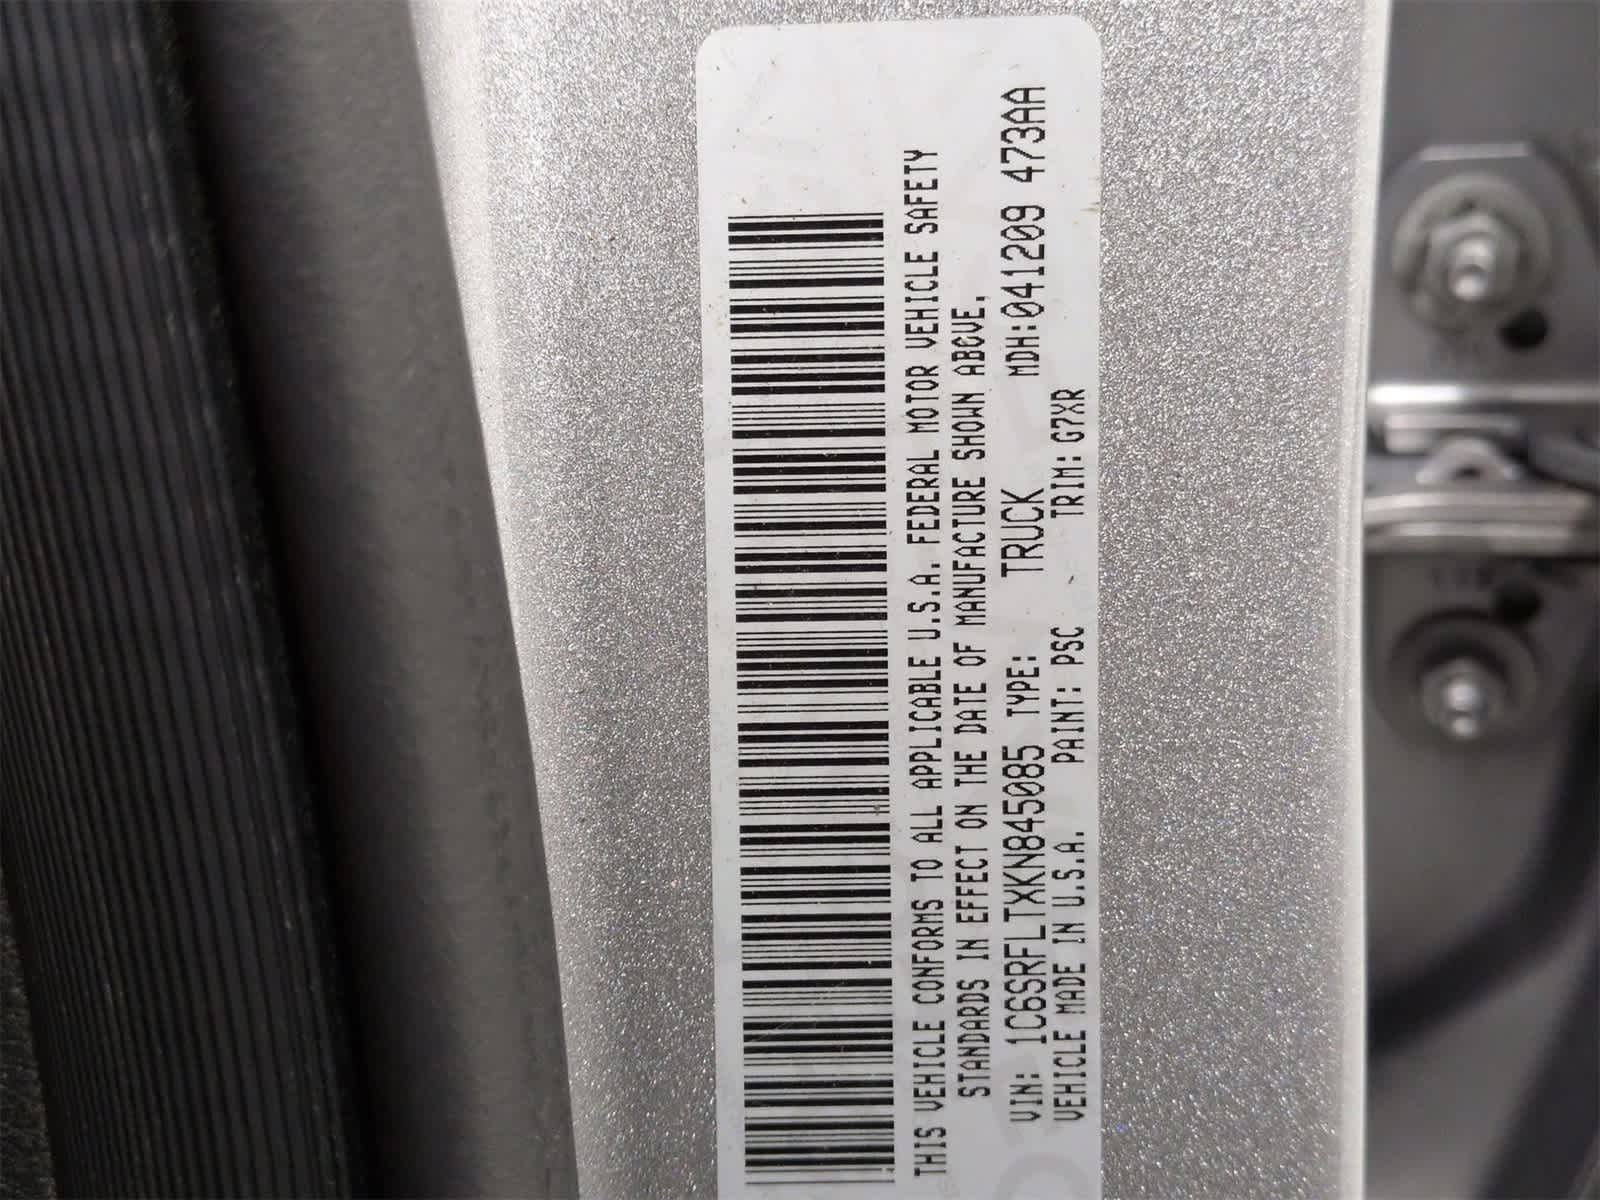 THIS VEHICLE CONFORMS TO ALL APPLICABLE U.S.A. FEDERAL MOTOR VEHICLE SAFETY
STANDARDS IN EFFECT ON THE DATE OF MANUFACTURE SHOWN ABOVE.
VIN: 1C6SRFLTXKN845085 TYPE: TRUCK MDH:041209 473AA
VEHICLE MADE IN U.S.A. PAINT: PSC TRIM: G7XR